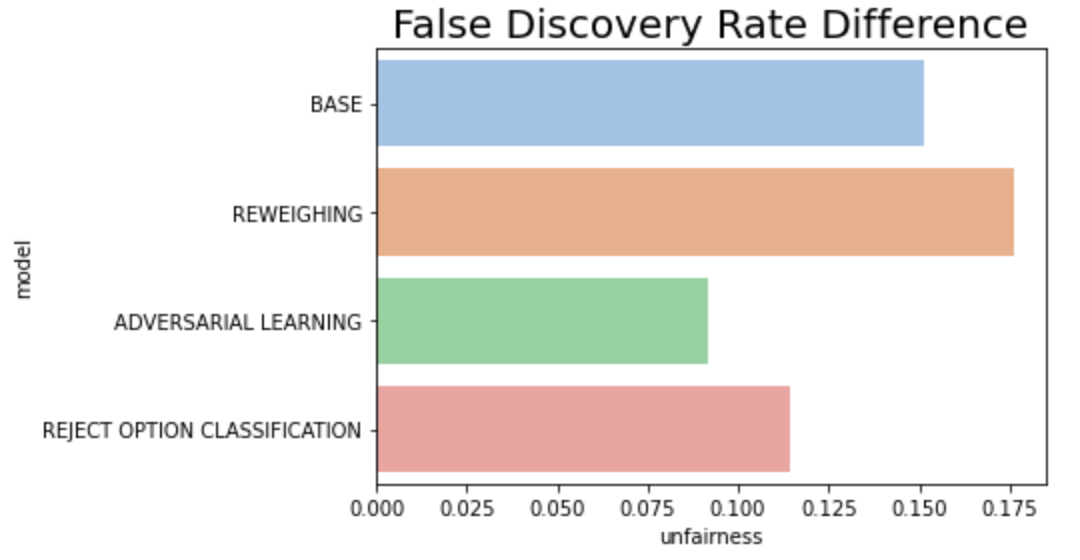 False Discovery Rate Difference
BASE
REWEIGHING
ADVERSARIAL LEARNING
REJECT OPTION CLASSIFICATION
model
0.000 0.025 0.050 0.075 0.100 0.125 0.150 0.175
unfairness